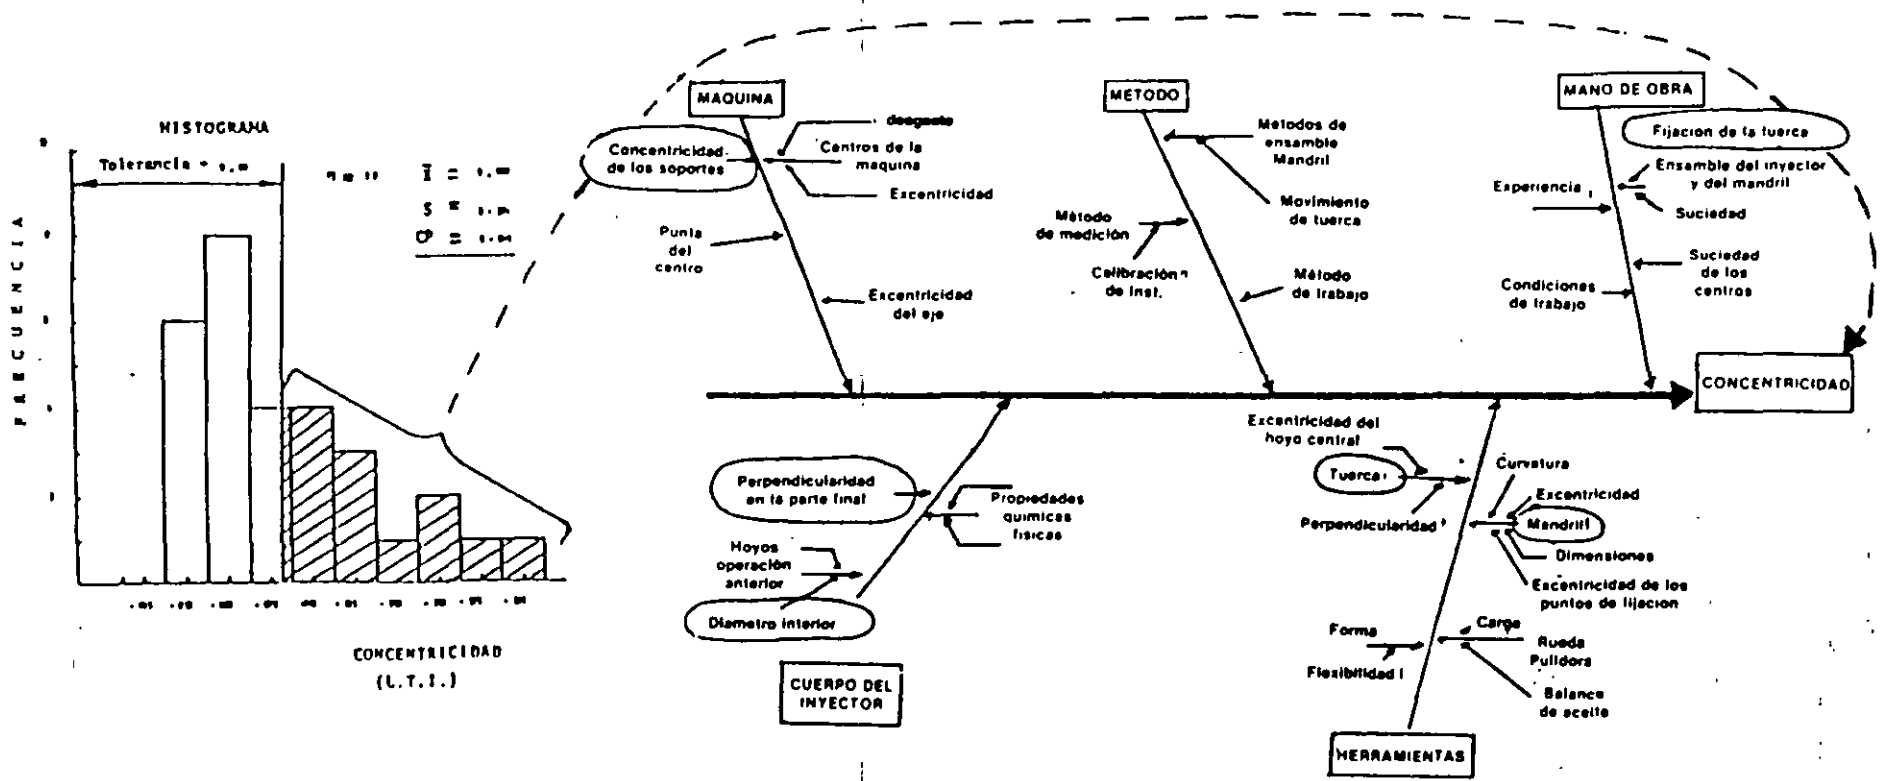 HISTOGRAMA
Tolerancia
FRECUENCIA
CONCENTRICIDAD
(L.T.I.)
MAQUINA
Concentricidad
de los soportes
desgaste
Centros de la
maquina
Excentricidad
Punta
del
centro
Excentricidad
del eje
METODO
Metodos de
ensamble
Mandril
Movimiento
de tuerca
Método
de medición
Calibración
de Inst.
Método
de trabajo
MANO DE OBRA
Fijacion de la tuerca
Ensamble del inyector
y del mandril
Experiencia
Suciedad
Suciedad
de los
centros
Condiciones
de trabajo
CONCENTRICIDAD
Perpendicularidad
en la parte final
Propiedades
quimicas
fisicas
Hoyos
operación
anterior
Diametro interior
CUERPO DEL
INYECTOR
Excentricidad del
hoyo central
Tuerca
Perpendicularidad
Curvatura
Excentricidad
Mandril
Dimensiones
Excentricidad de los
puntos de fijacion
Forma
Flexibilidad
Carga
Rueda
Pulidora
Balance
de aceite
HERRAMIENTAS